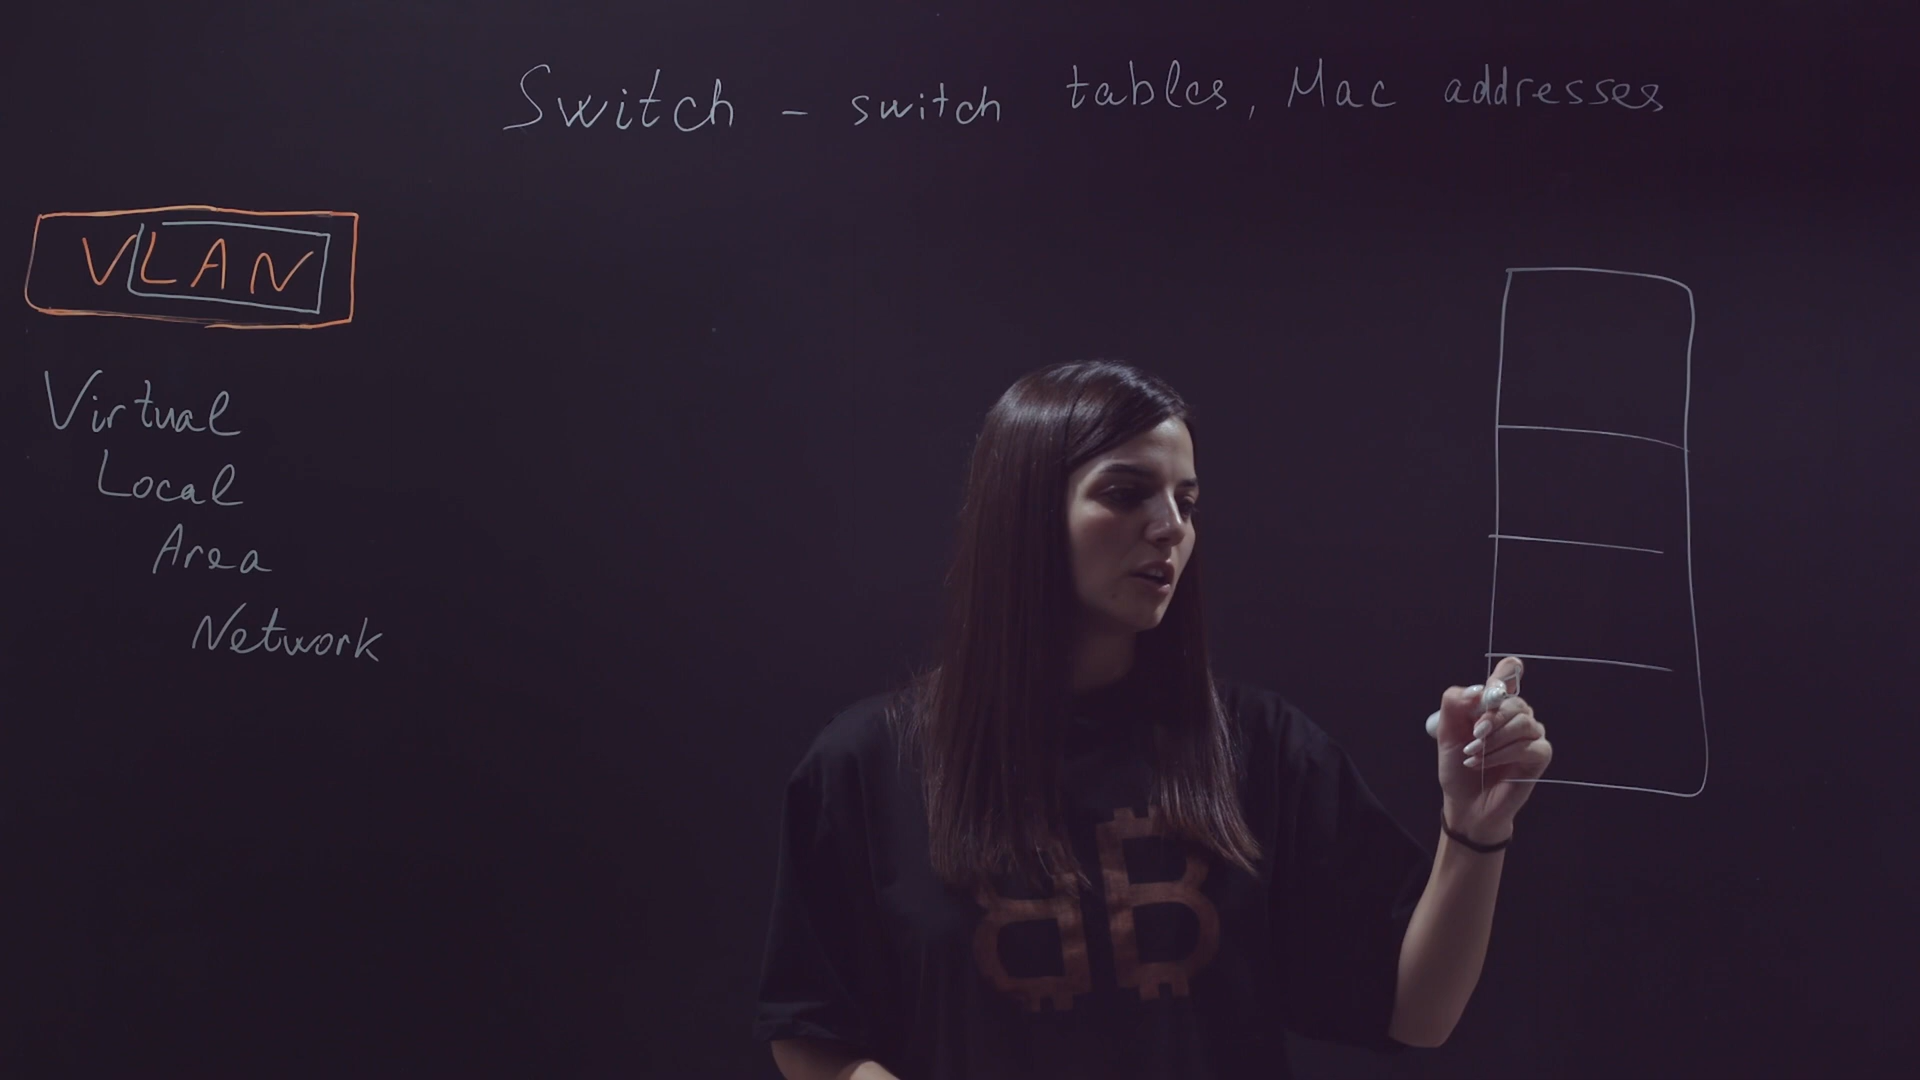 Switch - switch tables, Mac addresses
VLAN
Virtual
Local
Area
Network